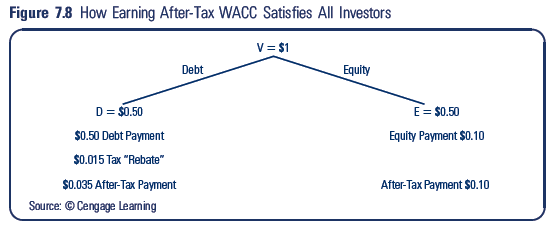 Figure 7.8 How Earning After-Tax WACC Satisfies All Investors
V = $1
Debt Equity
D = $0.50 E = $0.50
$0.50 Debt Payment Equity Payment $0.10
$0.015 Tax "Rebate"
$0.035 After-Tax Payment After-Tax Payment $0.10
Source: © Cengage Learning